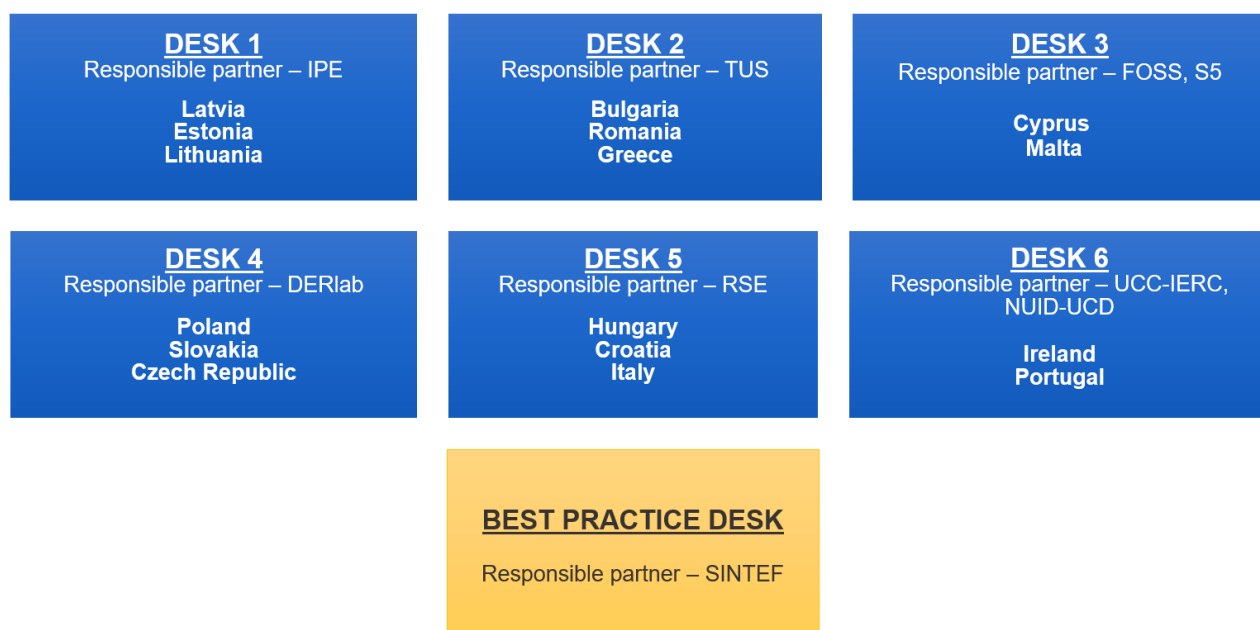 DESK 1
Responsible partner – IPE
Latvia
Estonia
Lithuania
DESK 2
Responsible partner – TUS
Bulgaria
Romania
Greece
DESK 3
Responsible partner – FOSS, S5
Cyprus
Malta
DESK 4
Responsible partner – DERlab
Poland
Slovakia
Czech Republic
DESK 5
Responsible partner – RSE
Hungary
Croatia
Italy
DESK 6
Responsible partner – UCC-IERC,
NUID-UCD
Ireland
Portugal
BEST PRACTICE DESK
Responsible partner – SINTEF